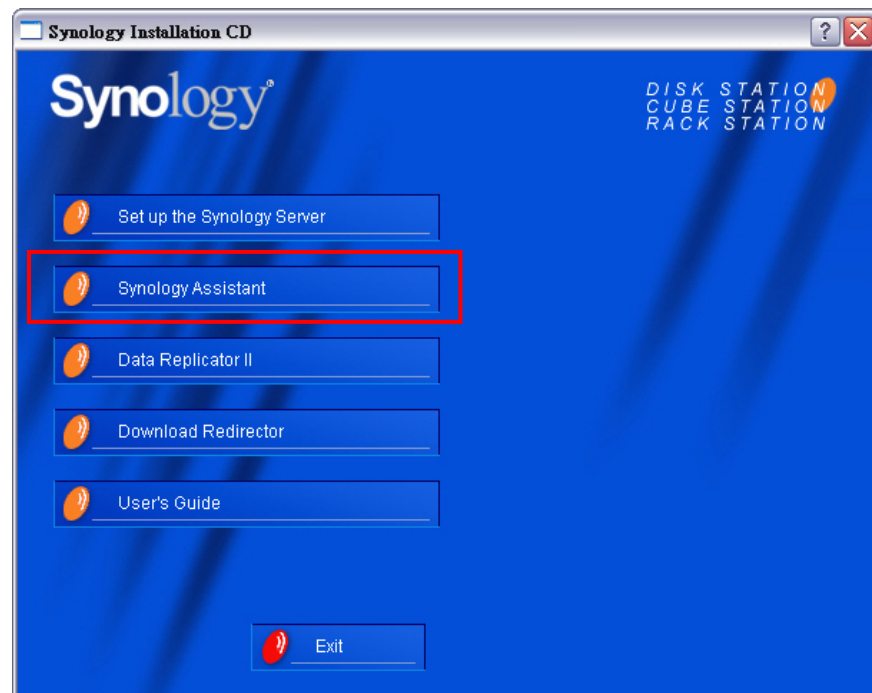 Synology Installation CD
Synology®
DISK STATION
CUBE STATION
RACK STATION
Set up the Synology Server
Synology Assistant
Data Replicator II
Download Redirector
User's Guide
Exit